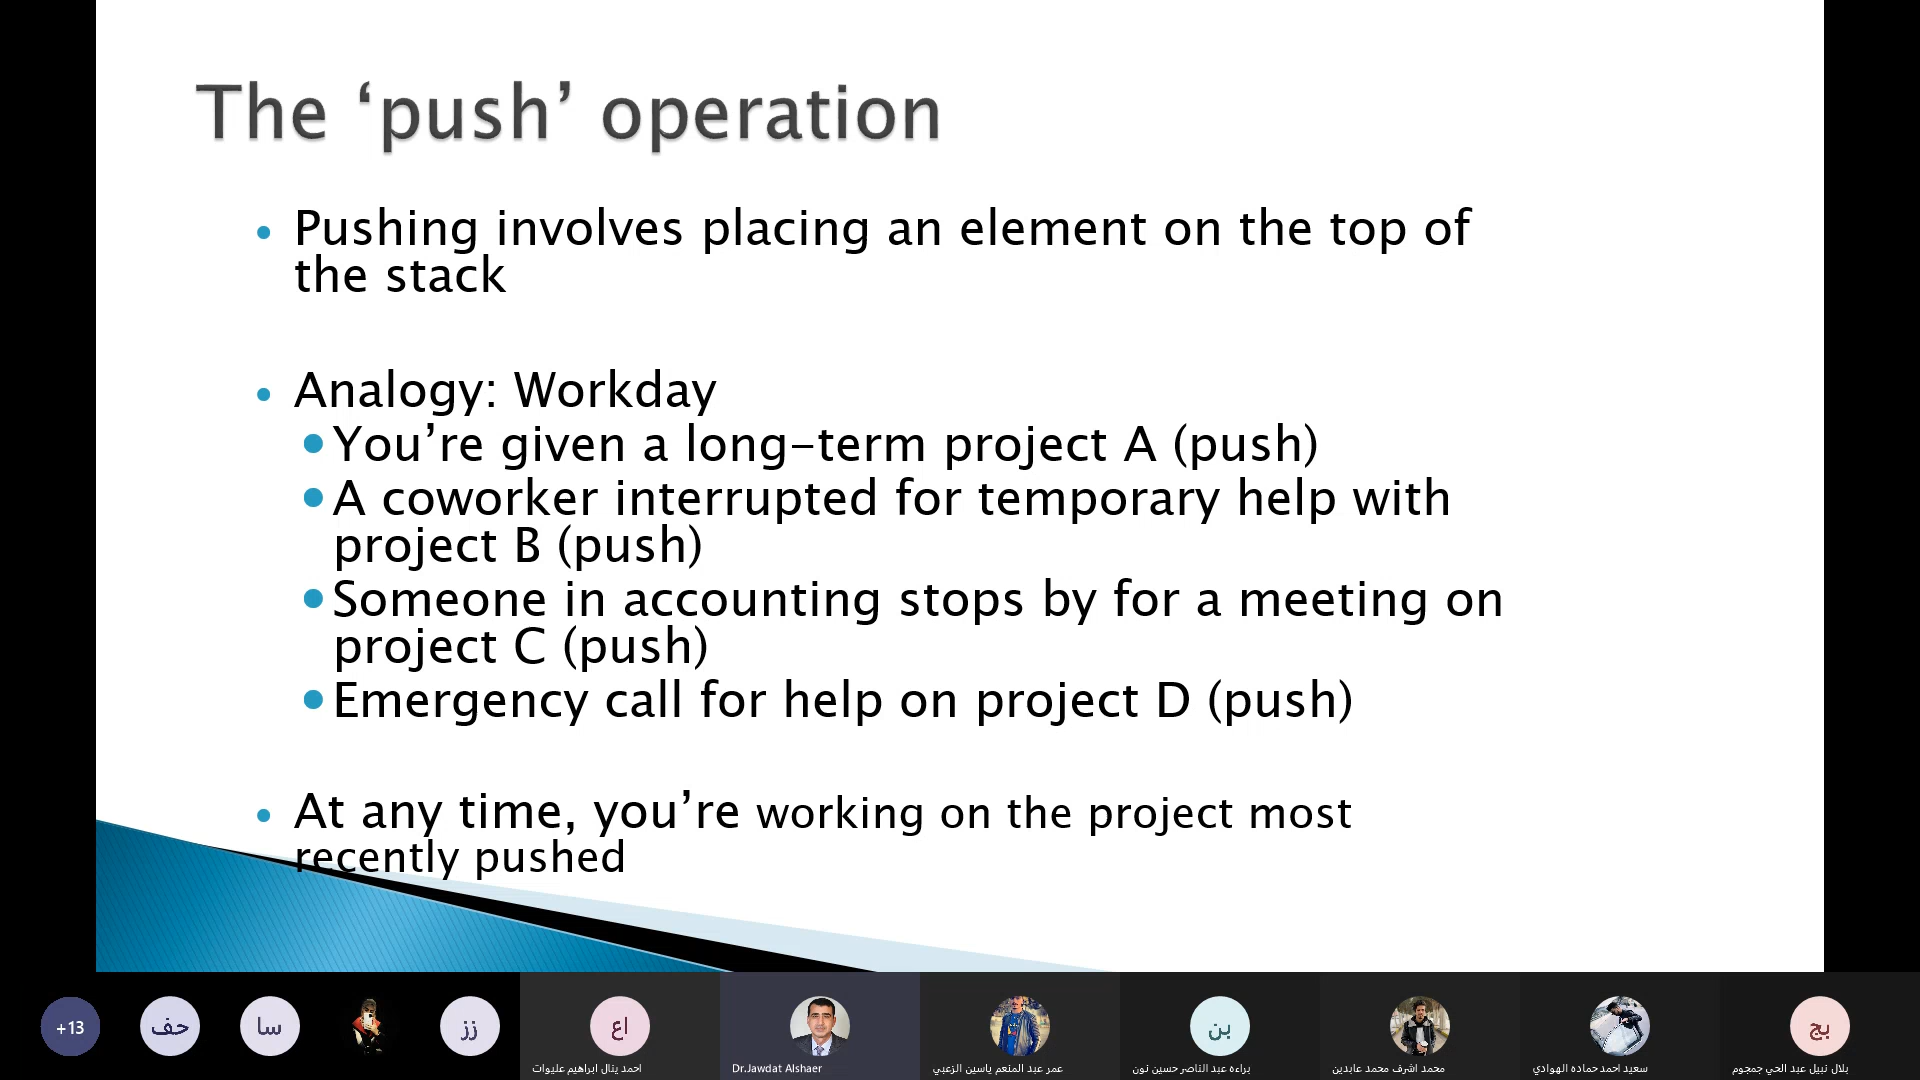 The ‘push’ operation
• Pushing involves placing an element on the top of
the stack
• Analogy: Workday
• You’re given a long-term project A (push)
• A coworker interrupted for temporary help with
project B (push)
• Someone in accounting stops by for a meeting on
project C (push)
• Emergency call for help on project D (push)
• At any time, you’re working on the project most
recently pushed
+13
حف
سا
زز
اع
بن
بج
احمد ينال ابراهيم عليوات
Dr.Jawdat Alshaer
عمر عبد المنعم ياسين الزعبي
براءه عبد الناصر حسين نون
محمد اشرف محمد عابدين
سعيد احمد حماده الهوادي
بلال نبيل عبد الحي جمجوم